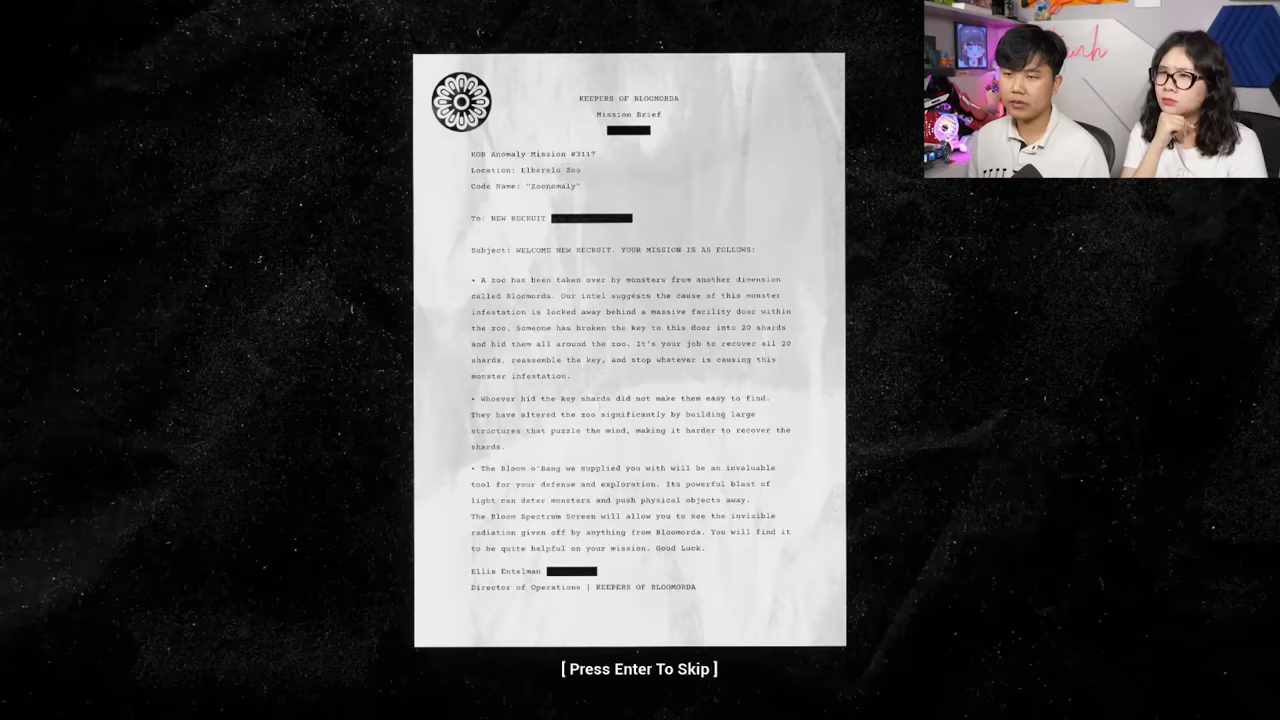 KEEPERS OF BLOOMORDA
Mission Brief
KOB Anomaly Mission #3117
Location: Elberelo Zoo
Code Name: "Zoonomaly"
To: NEW RECRUIT
Subject: WELCOME NEW RECRUIT. YOUR MISSION IS AS FOLLOWS:
• A zoo has been taken over by monsters from another dimension
called Bloomorda. Our intel suggests the cause of this monster
infestation is locked away behind a massive facility door within
the zoo. Someone has broken the key to this door into 20 shards
and hid them all around the zoo. It's your job to recover all 20
shards, reassemble the key, and stop whatever is causing this
monster infestation.
• Whoever hid the key shards did not make them easy to find.
They have altered the zoo significantly by building large
structures that puzzle the mind, making it harder to recover the
shards.
• The Bloom o'Bang we supplied you with will be an invaluable
tool for your defense and exploration. Its powerful blast of
light can deter monsters and push physical objects away.
The Bloom Spectrum Screen will allow you to see the invisible
radiation given off by anything from Bloomorda. You will find it
to be quite helpful on your mission. Good Luck.
Ellis Entelman
Director of Operations | KEEPERS OF BLOOMORDA
[ Press Enter To Skip ]